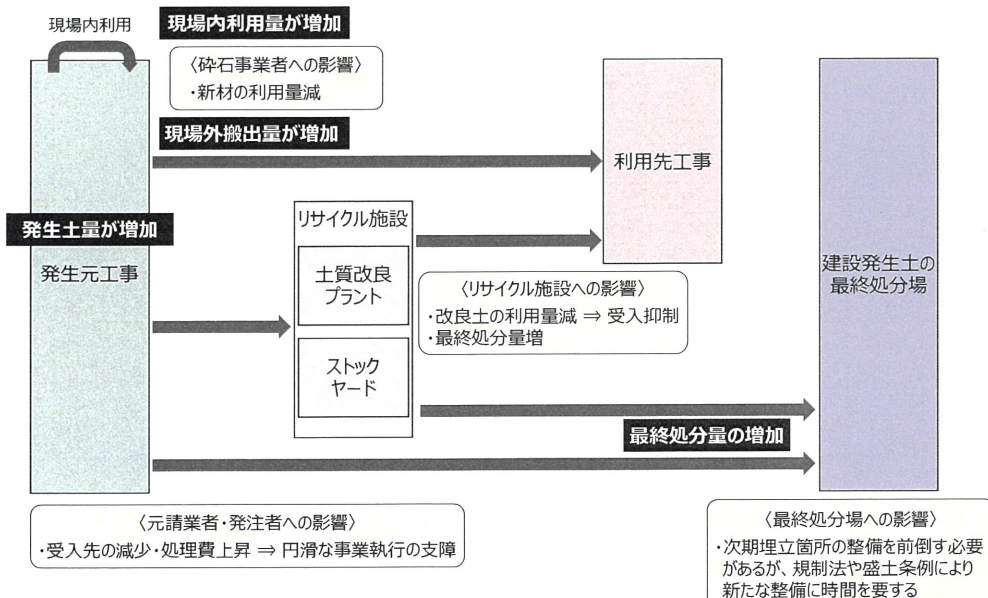 現場内利用
現場内利用量が増加
〈砕石事業者への影響〉
・新材の利用量減
現場外搬出量が増加
利用先工事
発生土量が増加
発生元工事
リサイクル施設
土質改良
プラント
ストック
ヤード
〈リサイクル施設への影響〉
・改良土の利用量減 ⇒ 受入抑制
・最終処分量増
建設発生土の
最終処分場
最終処分量の増加
〈元請業者・発注者への影響〉
・受入先の減少・処理費上昇 ⇒ 円滑な事業執行の支障
〈最終処分場への影響〉
・次期埋立箇所の整備を前倒す必要
があるが、規制法や盛土条例により
新たな整備に時間を要する